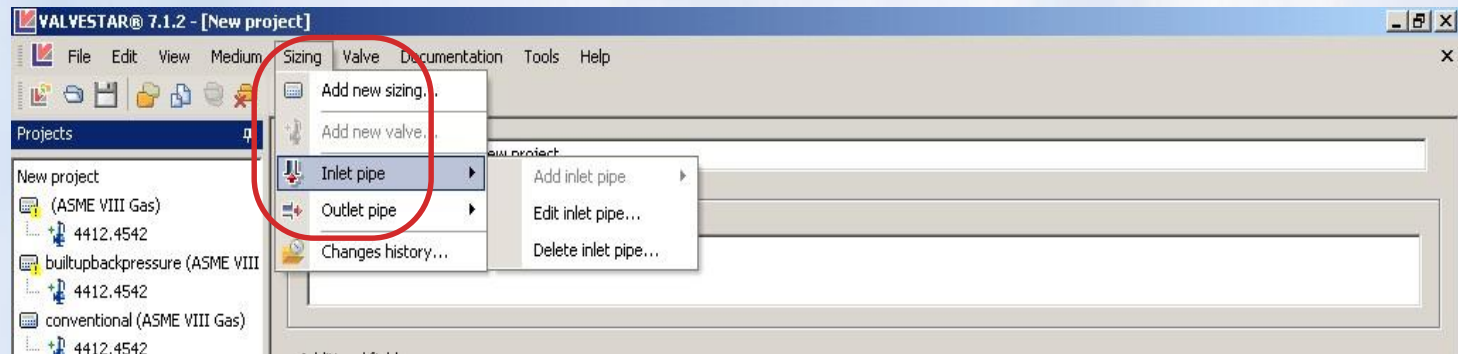 VALVESTAR® 7.1.2 - [New project]
File Edit View Medium Sizing Valve Documentation Tools Help
Add new sizing...
Projects
Add new valve...
New project
Inlet pipe
Add inlet pipe
New project
(ASME VIII Gas)
Outlet pipe
Edit inlet pipe...
4412.4542
Changes history...
Delete inlet pipe...
builtupbackpressure (ASME VIII
4412.4542
conventional (ASME VIII Gas)
4412.4542